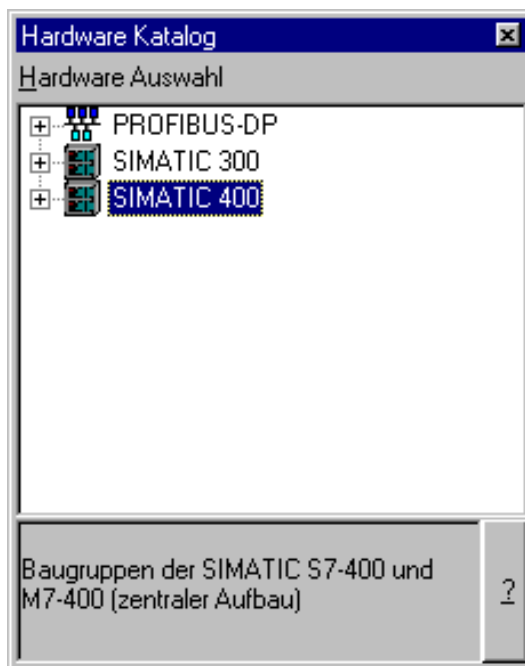 Hardware Katalog
Hardware Auswahl
PROFIBUS-DP
SIMATIC 300
SIMATIC 400
Baugruppen der SIMATIC S7-400 und
M7-400 (zentraler Aufbau)
?